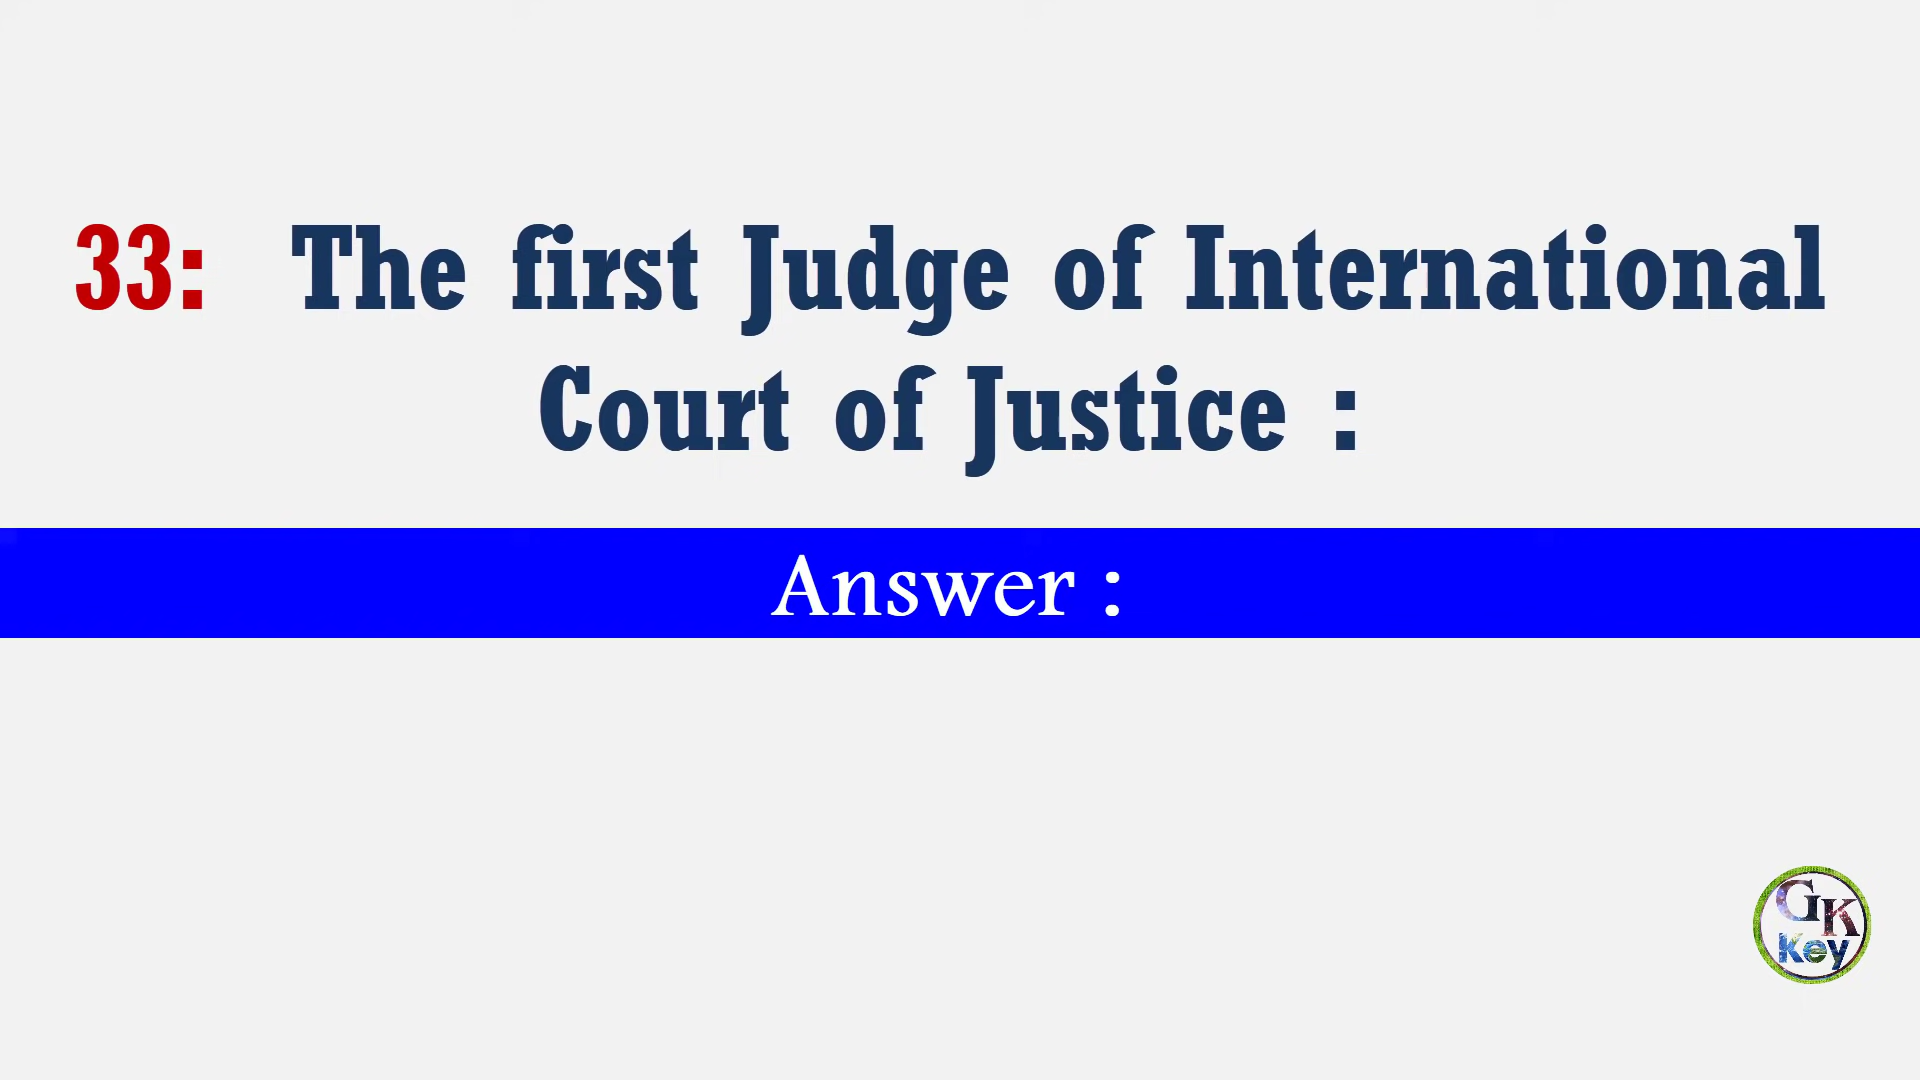 33: The first Judge of International
Court of Justice :
Answer :
GK
Key